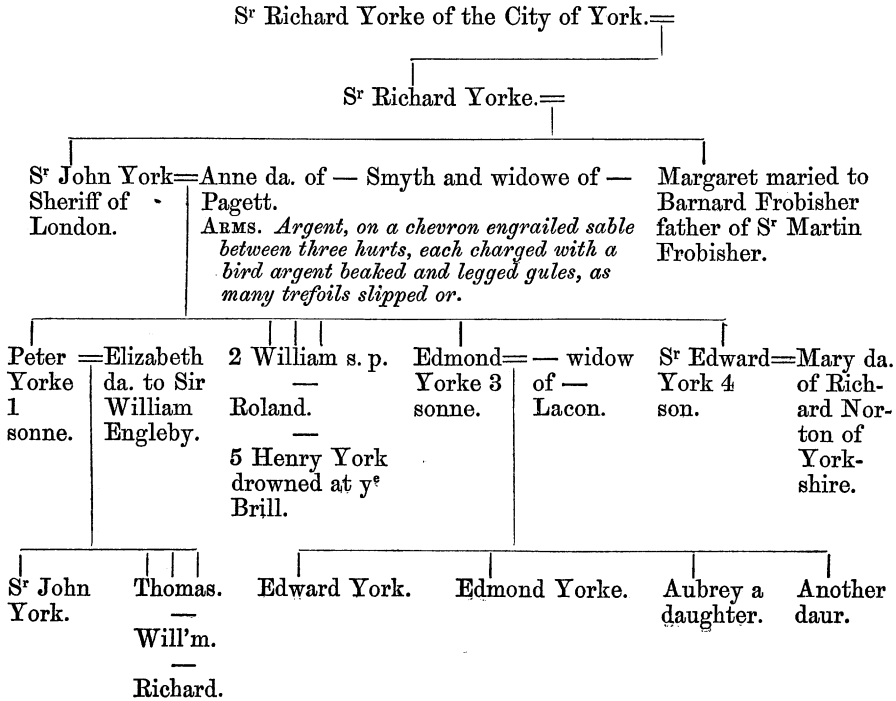 Sʳ Richard Yorke of the City of York.=
Sʳ Richard Yorke.=
Sʳ John York=
Sheriff of
London.
Anne da. of — Smyth and widowe of —
Pagett.
ARMS. Argent, on a chevron engrailed sable
between three hurts, each charged with a
bird argent beaked and legged gules, as
many trefoils slipped or.
Margaret maried to
Barnard Frobisher
father of Sʳ Martin
Frobisher.
Peter =
Yorke
1
sonne.
Elizabeth
da. to Sir
William
Engleby.
2 William s. p.
—
Roland.
—
5 Henry York
drowned at yᵉ
Brill.
Edmond=
Yorke 3
sonne.
— widow
of —
Lacon.
Sʳ Edward=
York 4
son.
Mary da.
of Rich-
ard Nor-
ton of
York-
shire.
Sʳ John
York.
Thomas.
—
Will'm.
—
Richard.
Edward York.
Edmond Yorke.
Aubrey a
daughter.
Another
daur.